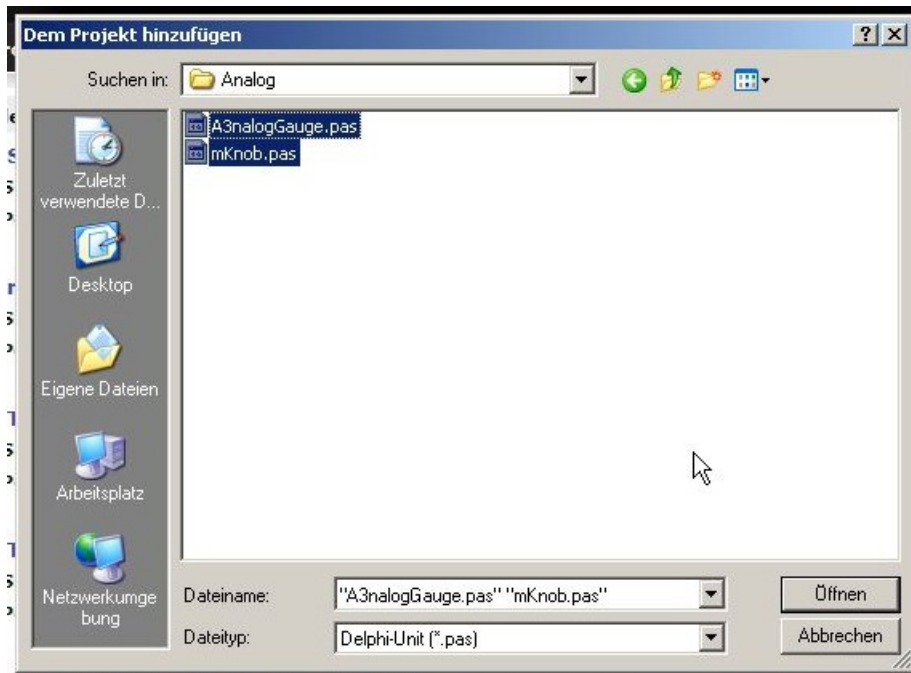 Dem Projekt hinzufügen
Suchen in:
Analog
A3nalogGauge.pas
mKnob.pas
Zuletzt
verwendete D...
Desktop
Eigene Dateien
Arbeitsplatz
Netzwerkumge
bung
Dateiname:
"A3nalogGauge.pas" "mKnob.pas"
Öffnen
Dateityp:
Delphi-Unit (*.pas)
Abbrechen